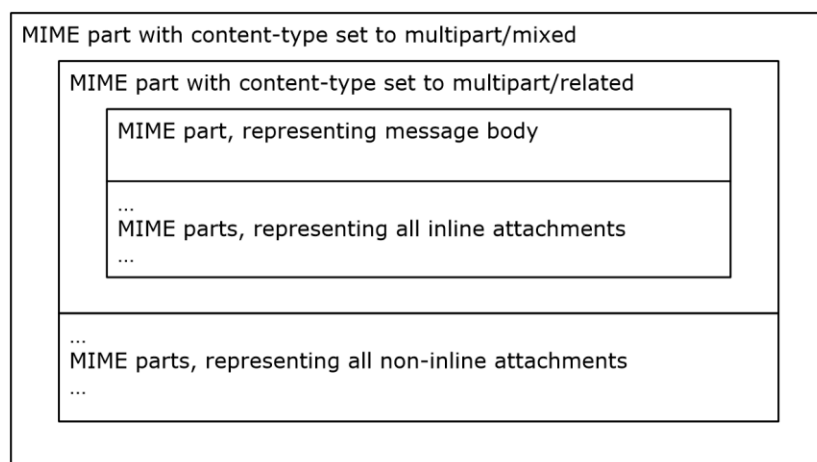 MIME part with content-type set to multipart/mixed
MIME part with content-type set to multipart/related
MIME part, representing message body
...
MIME parts, representing all inline attachments
...
...
MIME parts, representing all non-inline attachments
...